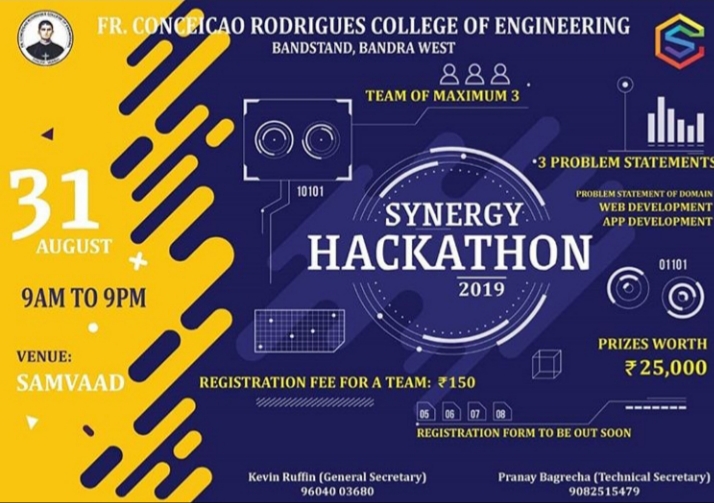 FR. CONCEICAO RODRIGUES COLLEGE OF ENGINEERING
BANDSTAND, BANDRA WEST
TEAM OF MAXIMUM 3
•3 PROBLEM STATEMENTS
PROBLEM STATEMENT OF DOMAIN
WEB DEVELOPMENT
APP DEVELOPMENT
10101
31
AUGUST
9AM TO 9PM
VENUE:
SAMVAAD
SYNERGY
HACKATHON
2019
01101
PRIZES WORTH
₹25,000
REGISTRATION FEE FOR A TEAM: ₹150
05 06 07 08
REGISTRATION FORM TO BE OUT SOON
Kevin Ruffin (General Secretary)
96040 03680
Pranay Bagrecha (Technical Secretary)
9082515479